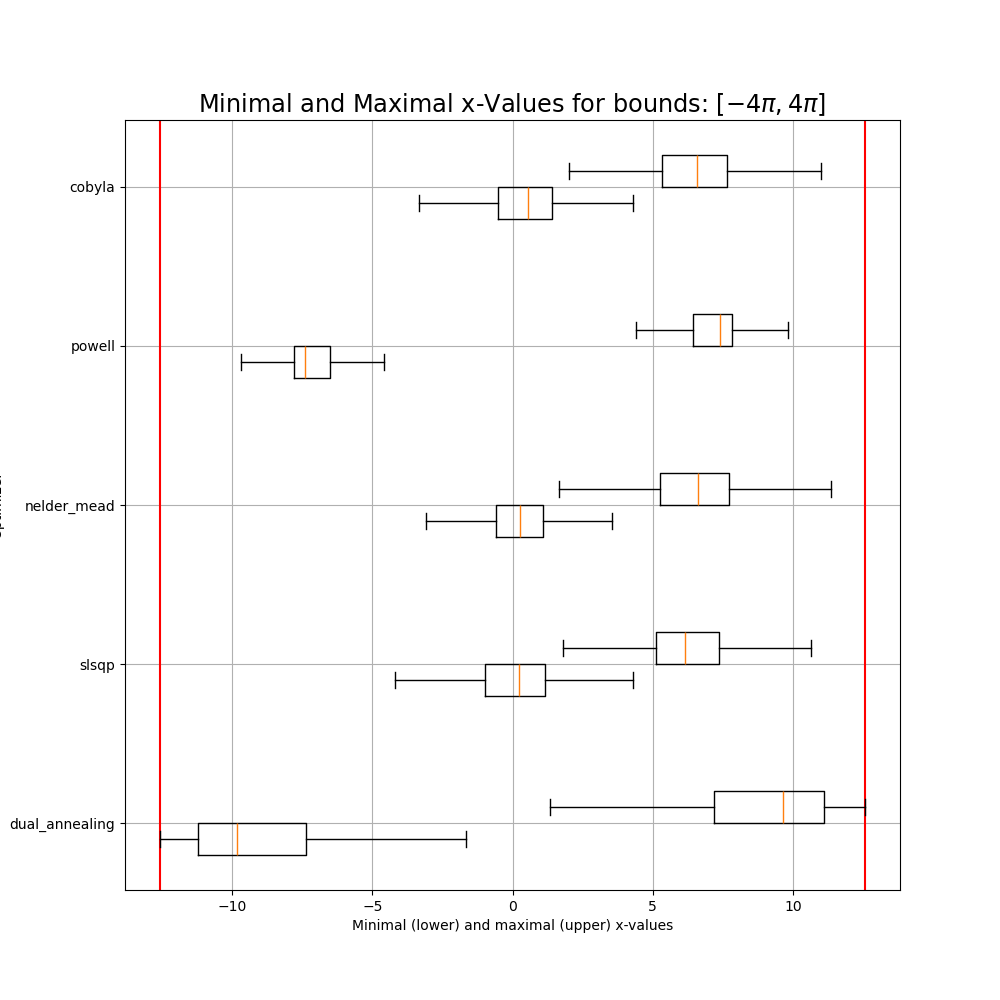 Minimal and Maximal x-Values for bounds: [−4π, 4π]
cobyla
powell
nelder_mead
slsqp
dual_annealing
−10 −5 0 5 10
Minimal (lower) and maximal (upper) x-values